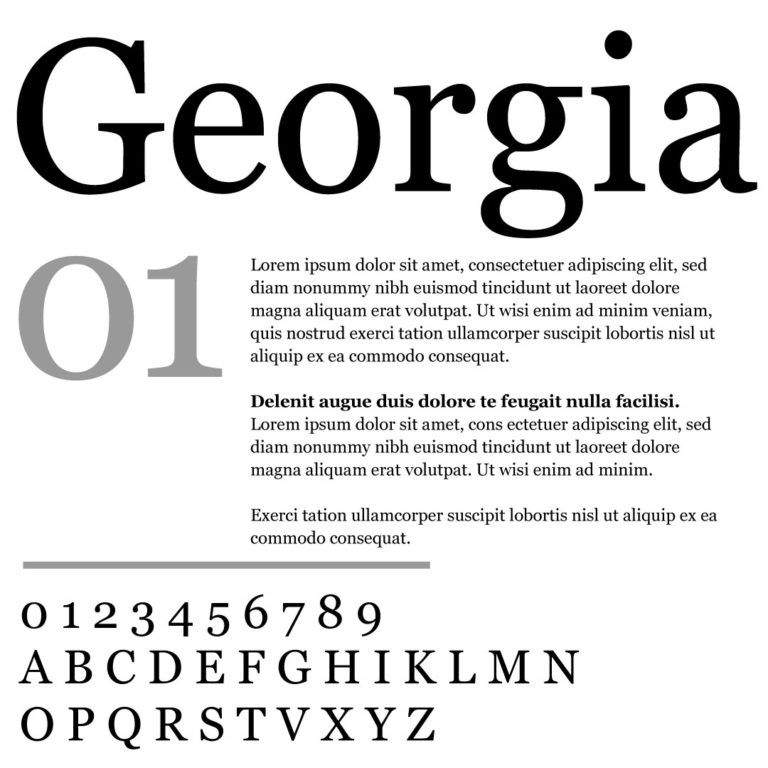 Georgia
01
Lorem ipsum dolor sit amet, consectetuer adipiscing elit, sed
diam nonummy nibh euismod tincidunt ut laoreet dolore
magna aliquam erat volutpat. Ut wisi enim ad minim veniam,
quis nostrud exerci tation ullamcorper suscipit lobortis nisl ut
aliquip ex ea commodo consequat.
Delenit augue duis dolore te feugait nulla facilisi.
Lorem ipsum dolor sit amet, cons ectetuer adipiscing elit, sed
diam nonummy nibh euismod tincidunt ut laoreet dolore
magna aliquam erat volutpat. Ut wisi enim ad minim.
Exerci tation ullamcorper suscipit lobortis nisl ut aliquip ex ea
commodo consequat.
0 1 2 3 4 5 6 7 8 9
A B C D E F G H I K L M N
O P Q R S T V X Y Z